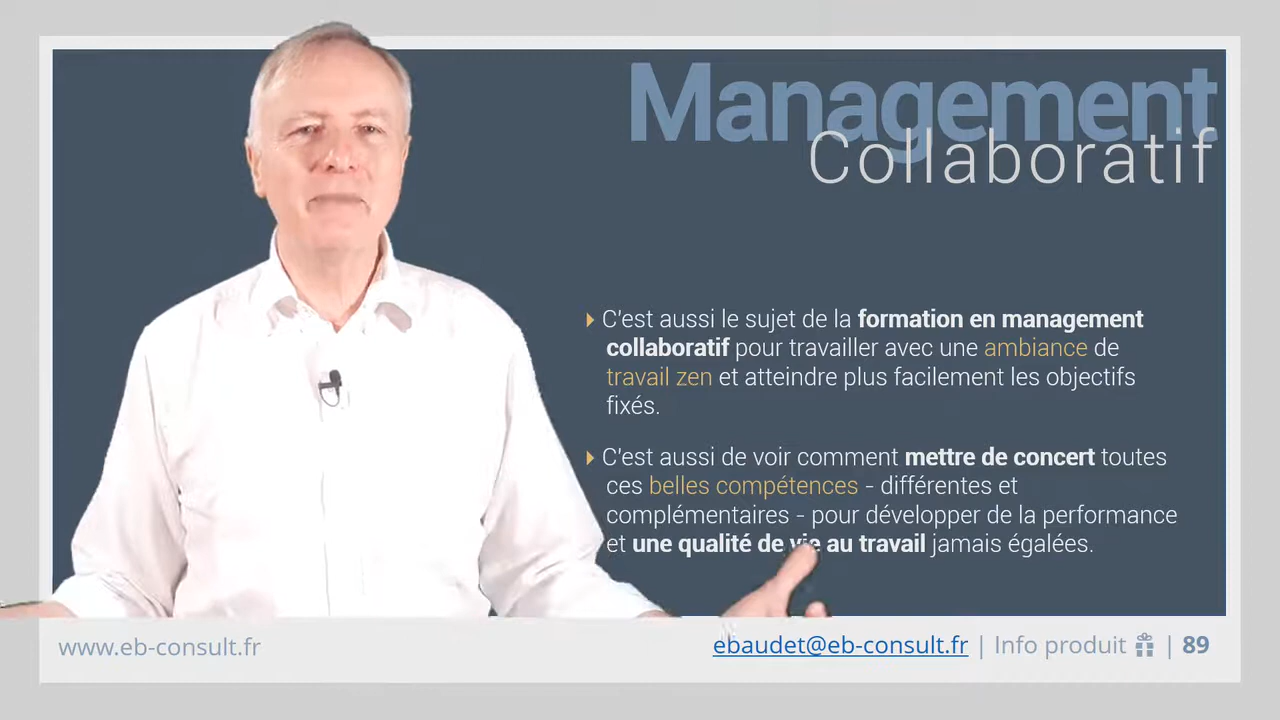 Management
Collaboratif
C'est aussi le sujet de la formation en management
collaboratif pour travailler avec une ambiance de
travail zen et atteindre plus facilement les objectifs
fixés.
C'est aussi de voir comment mettre de concert toutes
ces belles compétences - différentes et
complémentaires - pour développer de la performance
et une qualité de vie au travail jamais égalées.
www.eb-consult.fr
ebaudet@eb-consult.fr | Info produit | 89